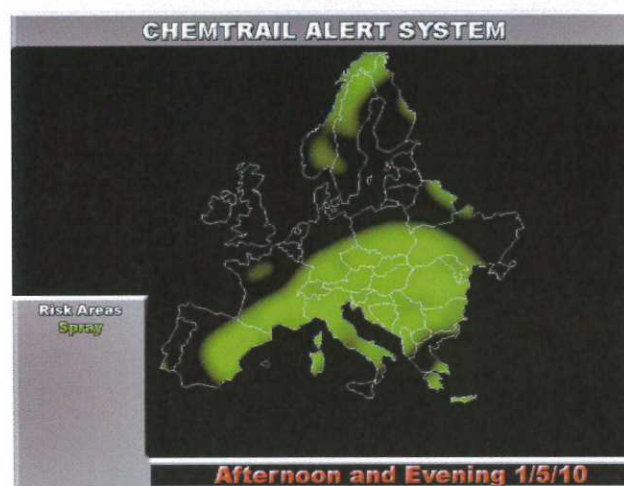 CHEMTRAIL ALERT SYSTEM
Risk Areas
Spray
Afternoon and Evening 1/5/10